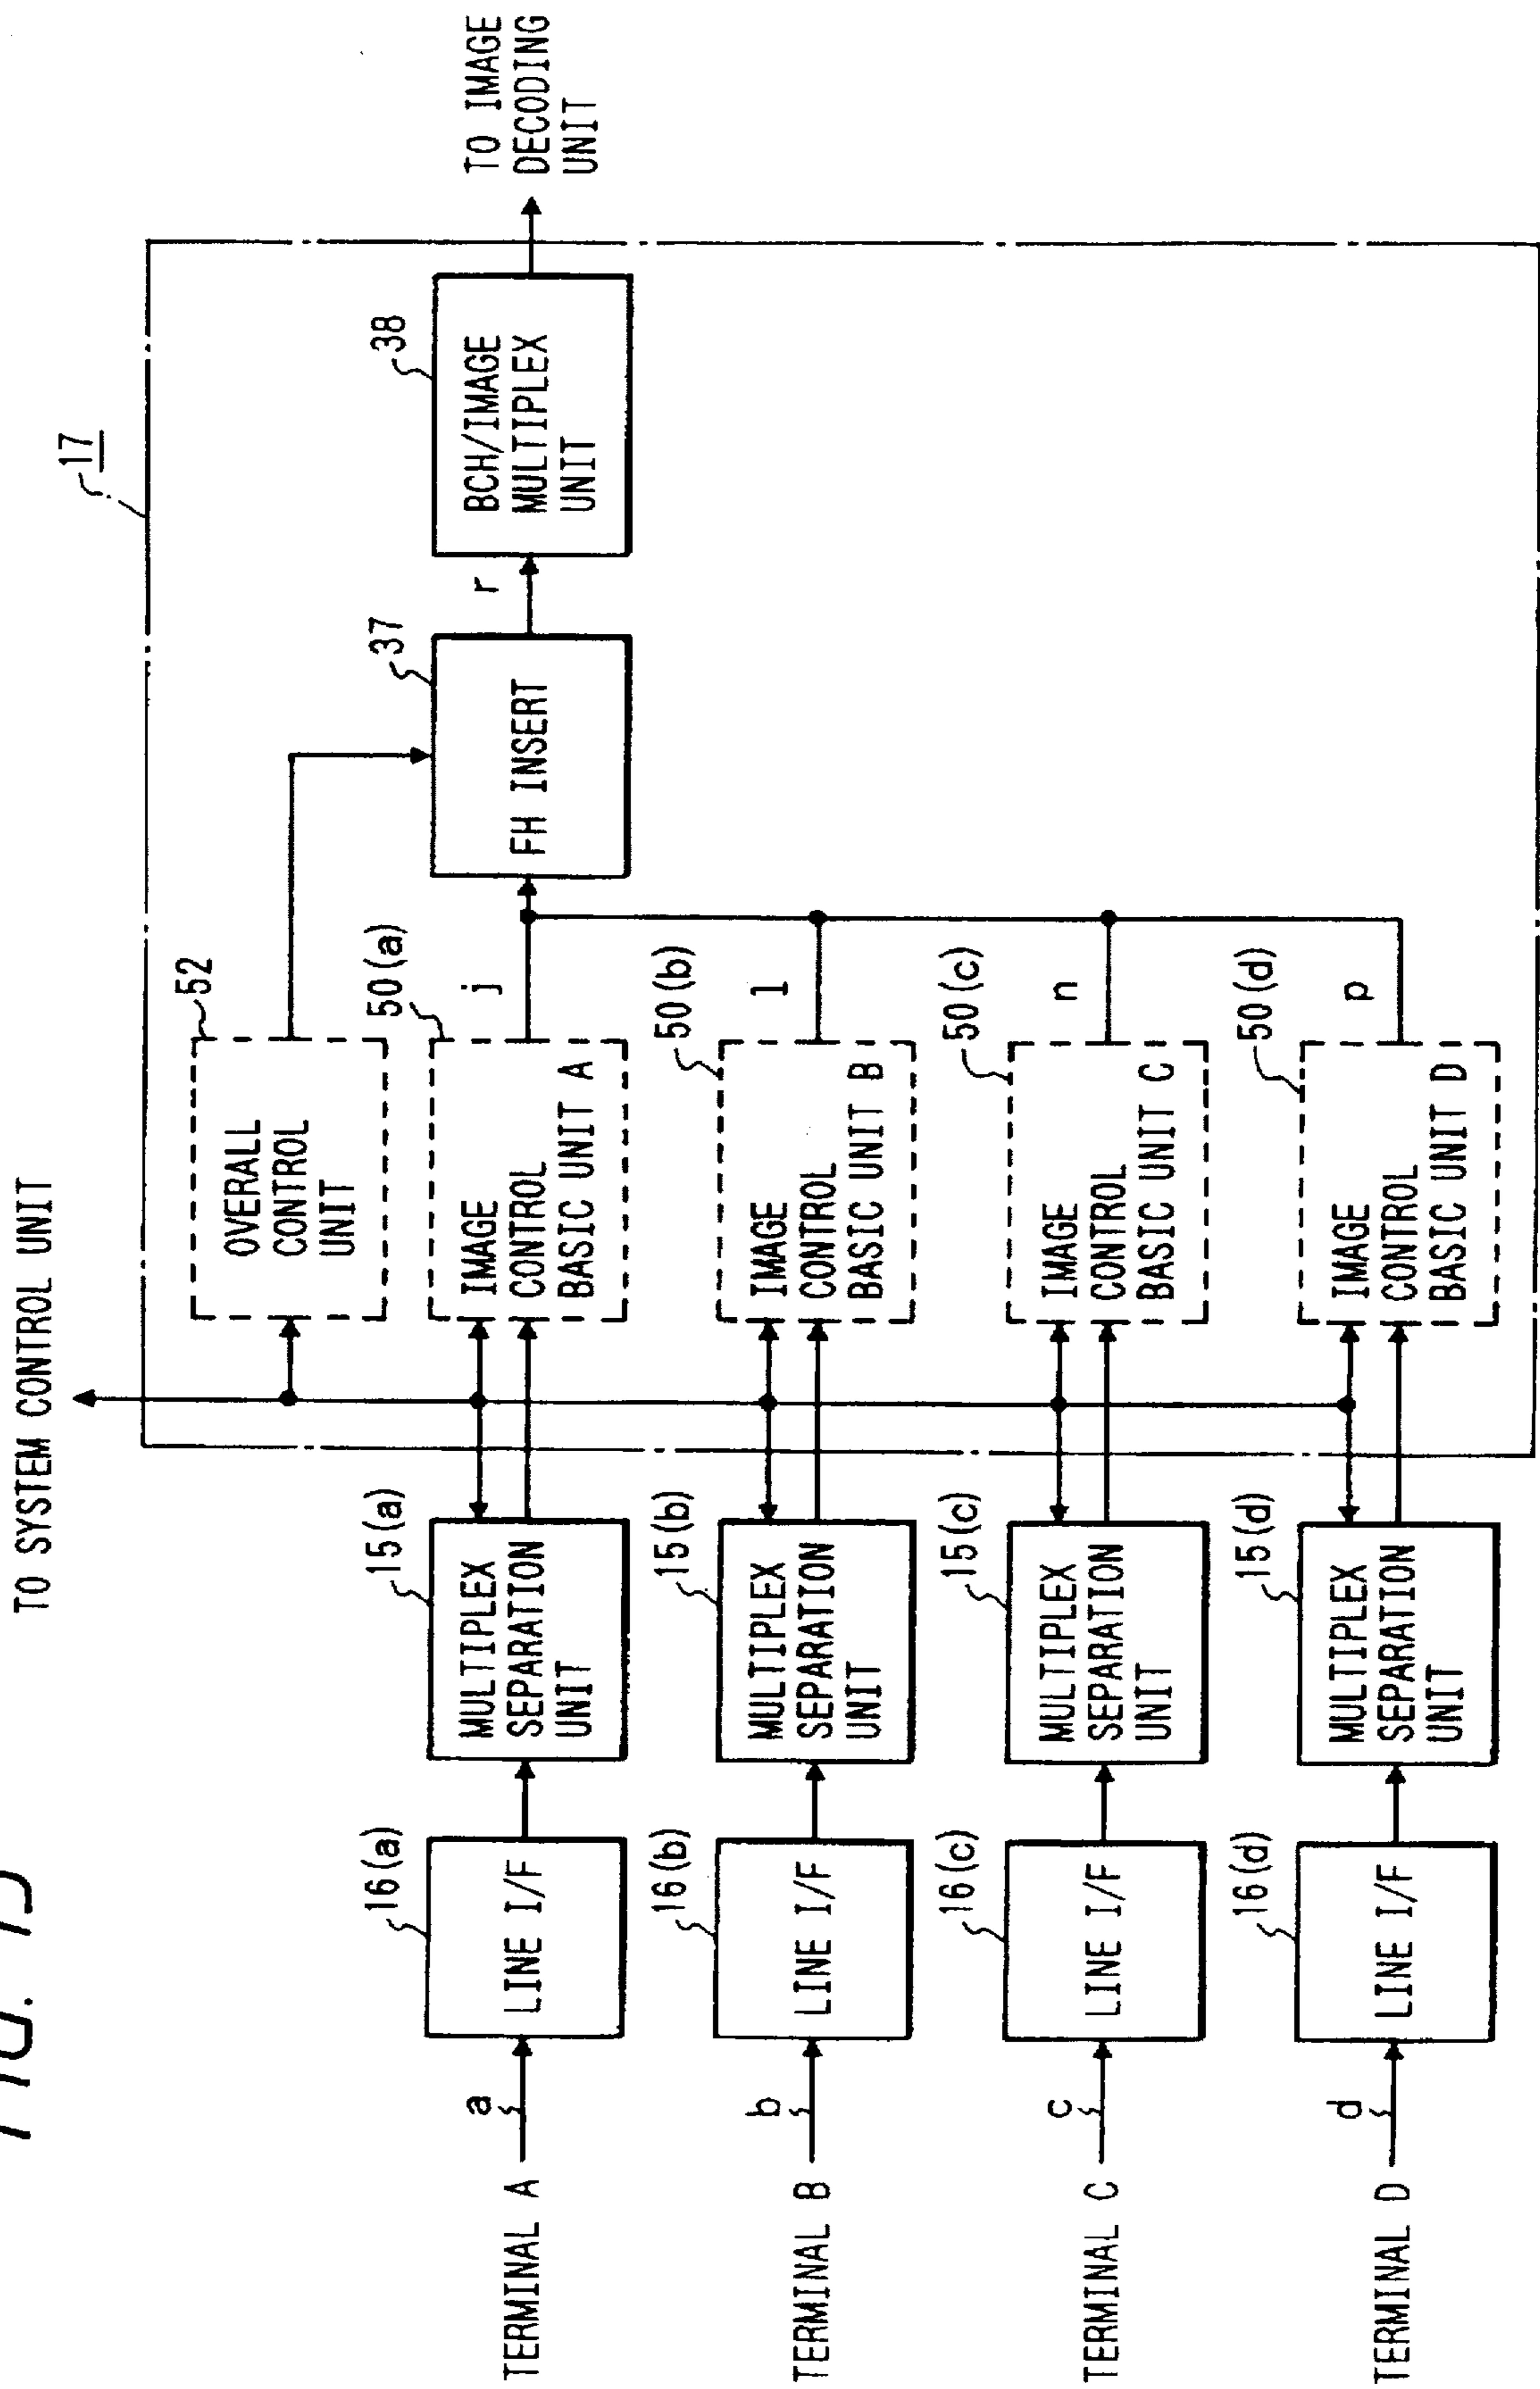 TO SYSTEM CONTROL UNIT
17
52
OVERALL
CONTROL
UNIT
TERMINAL A
a
16(a)
LINE I/F
15(a)
MULTIPLEX
SEPARATION
UNIT
50(a)
IMAGE
CONTROL
BASIC UNIT A
j
37
FH INSERT
r
38
BCH/IMAGE
MULTIPLEX
UNIT
TO IMAGE
DECODING
UNIT
TERMINAL B
b
16(b)
LINE I/F
15(b)
MULTIPLEX
SEPARATION
UNIT
50(b)
IMAGE
CONTROL
BASIC UNIT B
l
TERMINAL C
c
16(c)
LINE I/F
15(c)
MULTIPLEX
SEPARATION
UNIT
50(c)
IMAGE
CONTROL
BASIC UNIT C
n
TERMINAL D
d
16(d)
LINE I/F
15(d)
MULTIPLEX
SEPARATION
UNIT
50(d)
IMAGE
CONTROL
BASIC UNIT D
p